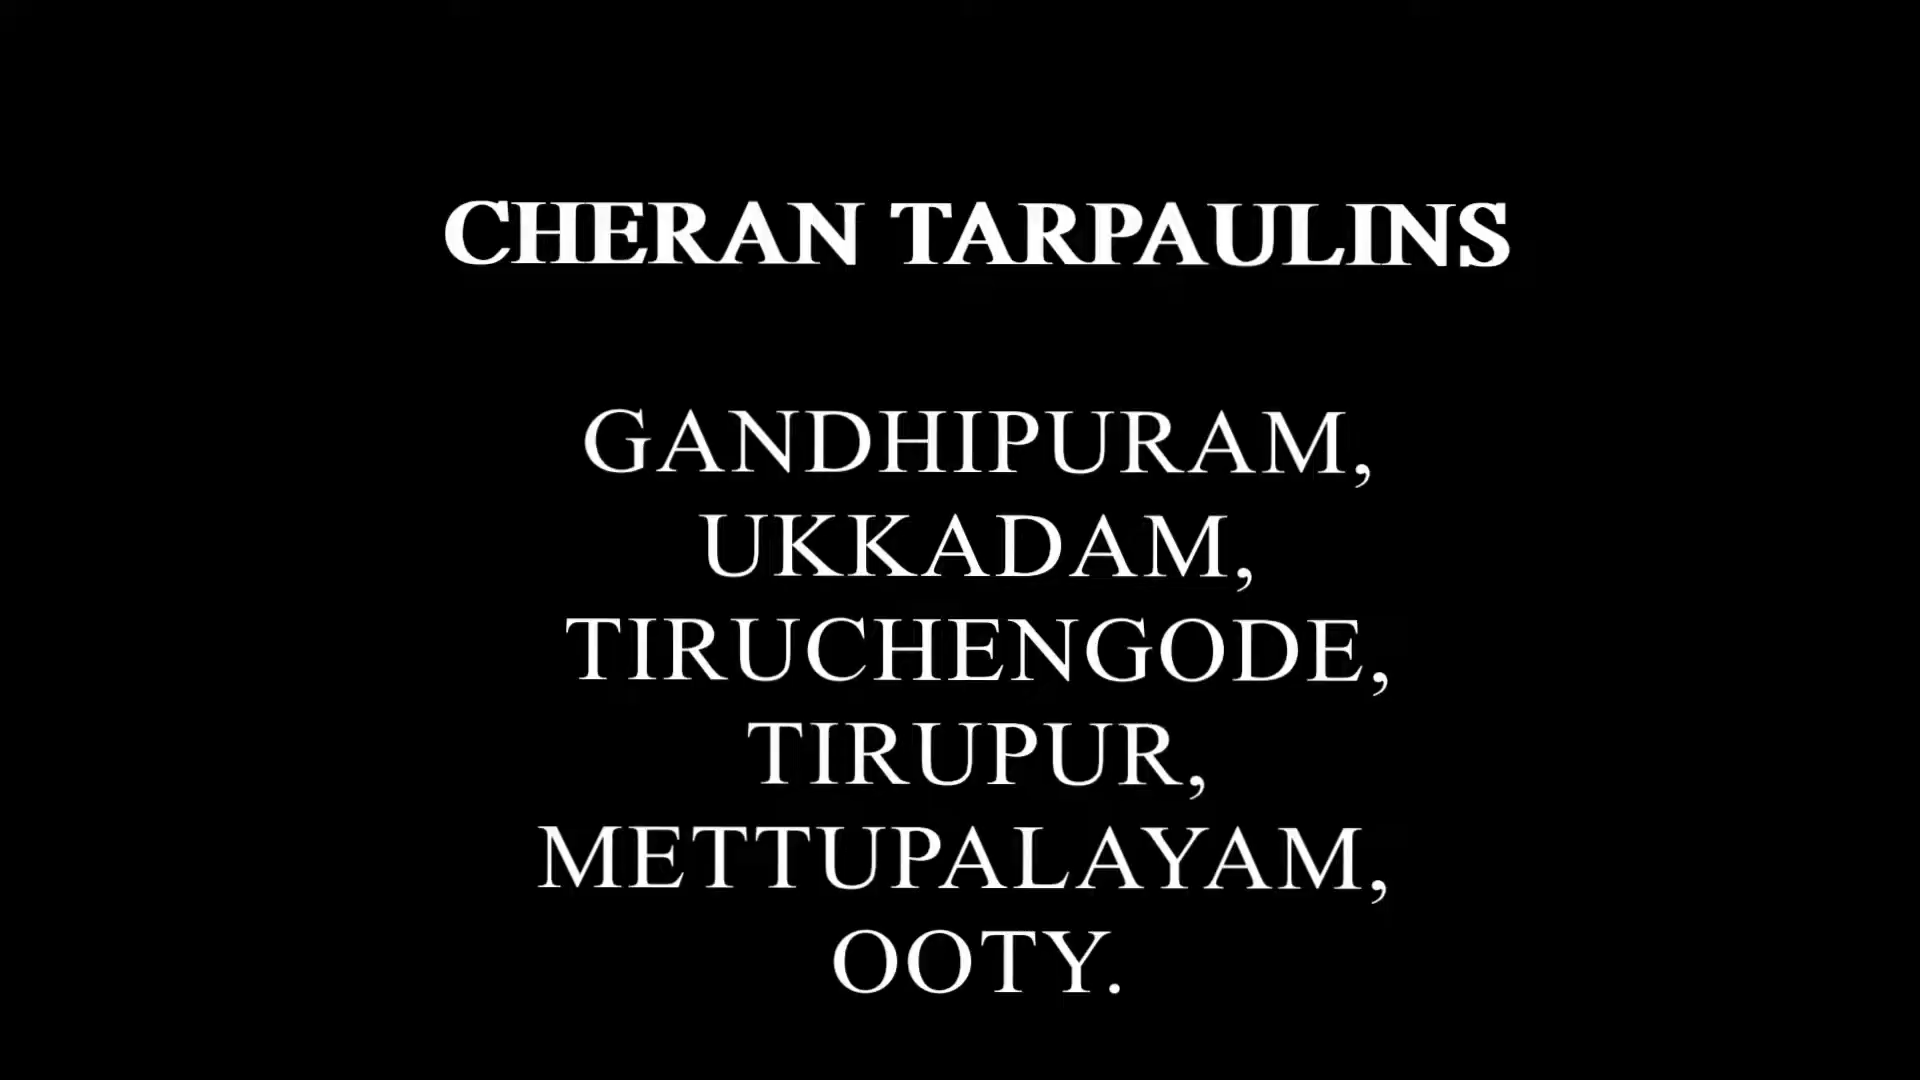 CHERAN TARPAULINS
GANDHIPURAM,
UKKADAM,
TIRUCHENGODE,
TIRUPUR,
METTUPALAYAM,
OOTY.